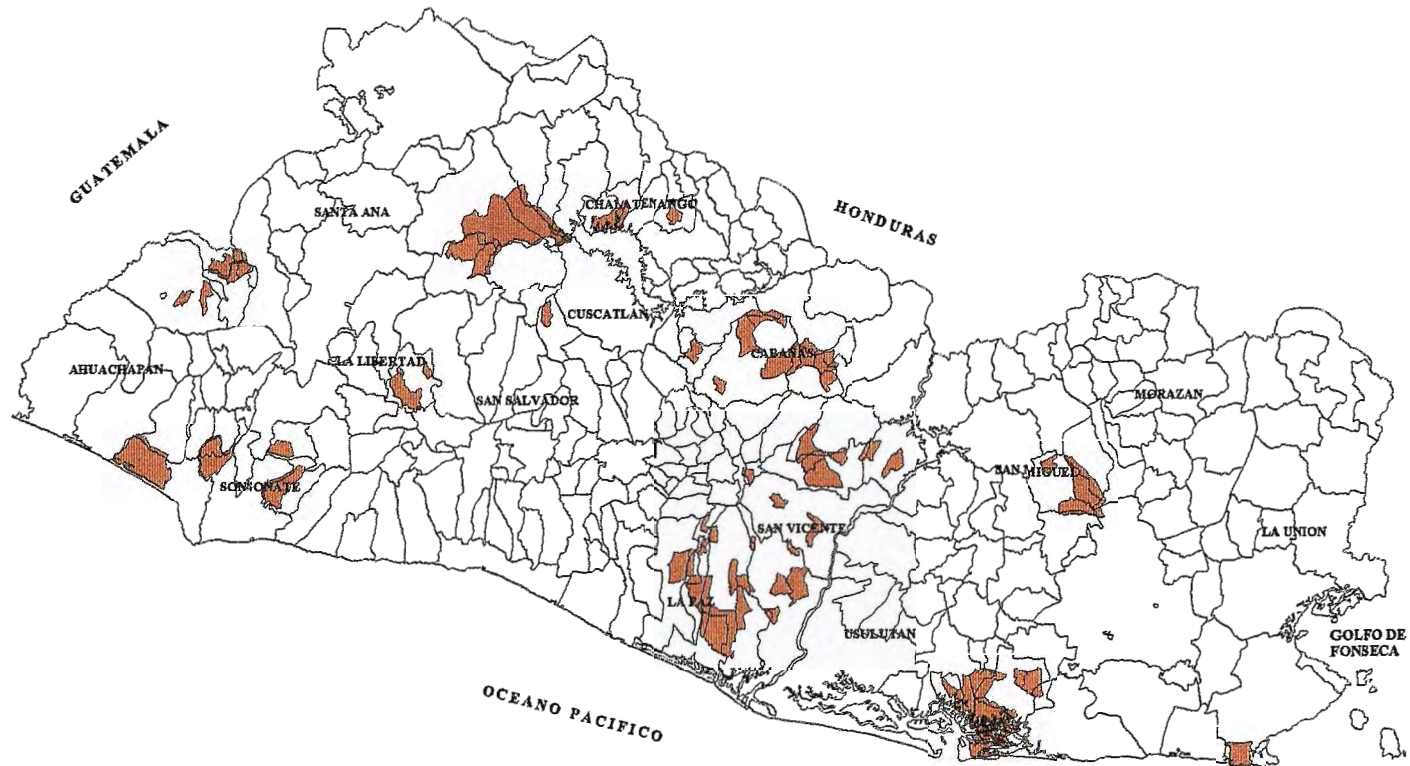 GUATEMALA
SANTA ANA
CHALATENANGO
HONDURAS
CUSCATLAN
AHUACHAPAN
LA LIBERTAD
CABAÑAS
SAN SALVADOR
MORAZAN
SONSONATE
SAN MIGUEL
SAN VICENTE
LA UNION
LA PAZ
USULUTAN
GOLFO DE
FONSECA
OCEANO PACIFICO